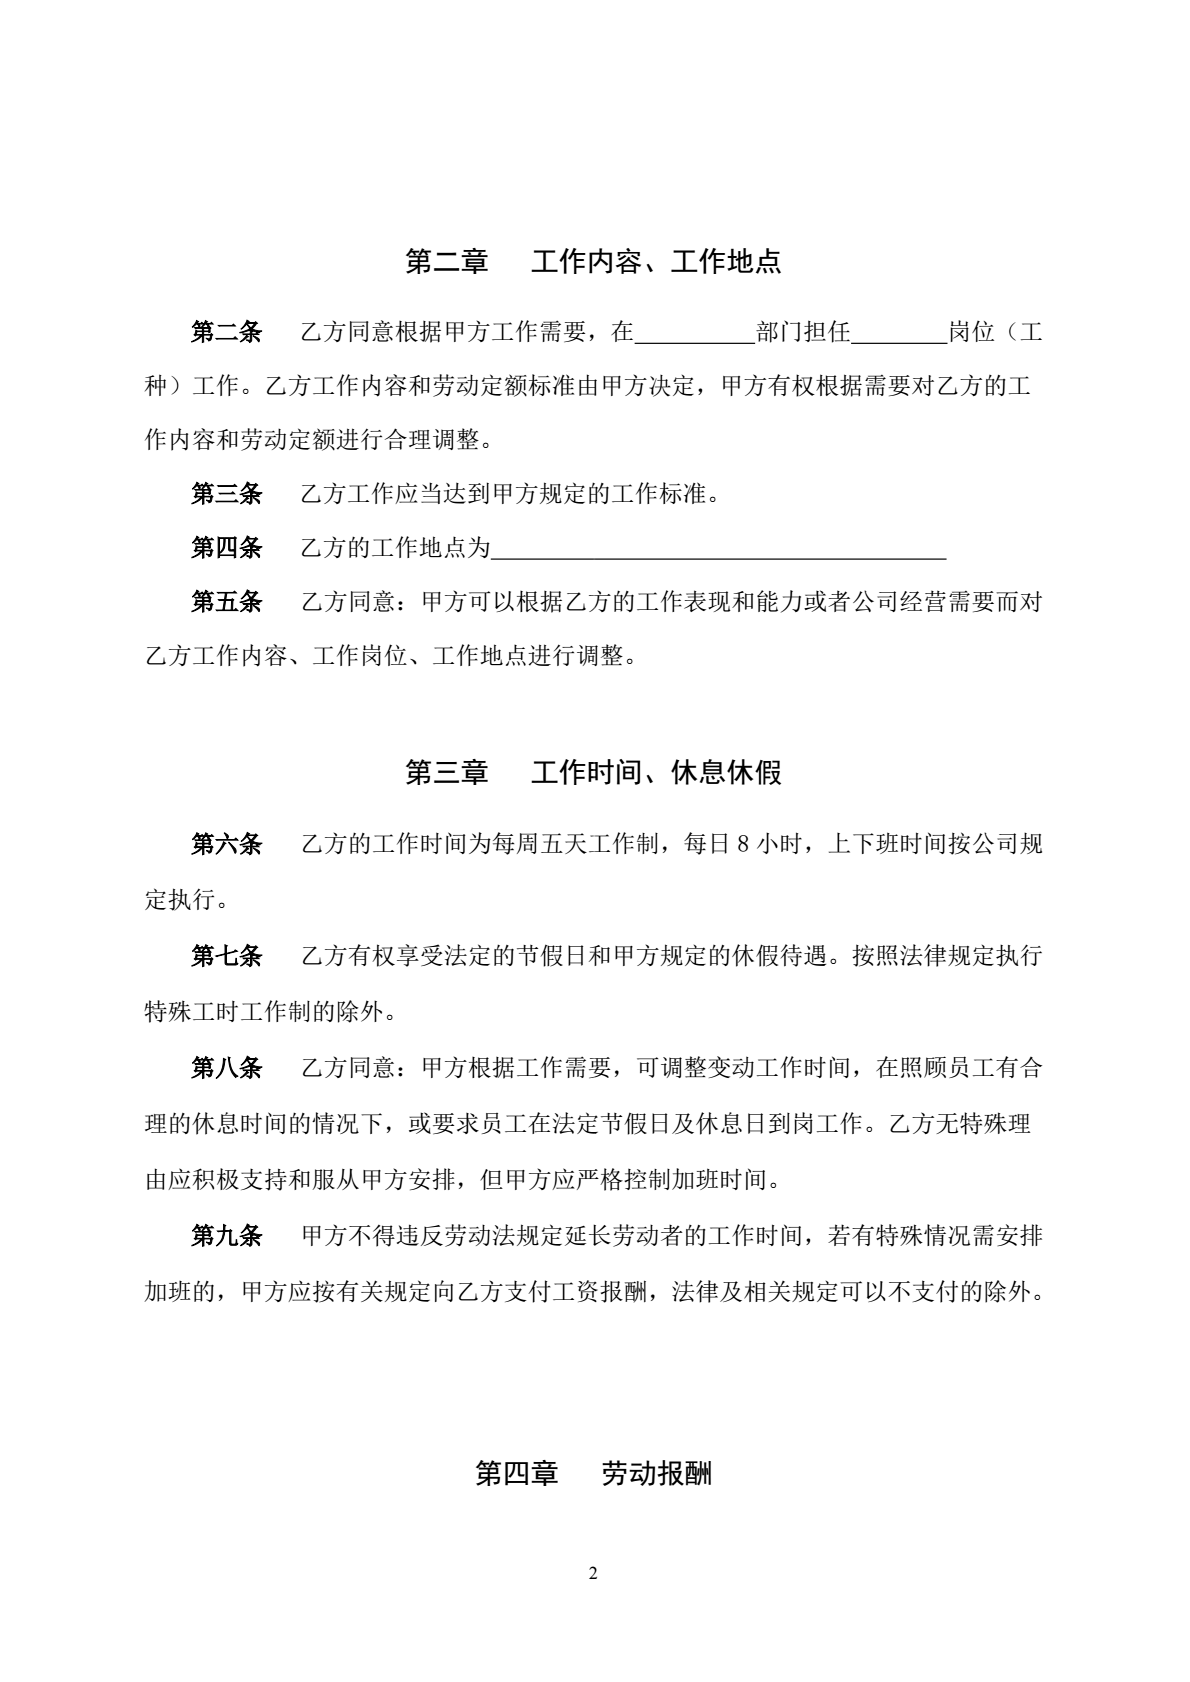 第二章　工作内容、工作地点
第二条　乙方同意根据甲方工作需要，在__________部门担任________岗位（工
种）工作。乙方工作内容和劳动定额标准由甲方决定，甲方有权根据需要对乙方的工
作内容和劳动定额进行合理调整。
第三条　乙方工作应当达到甲方规定的工作标准。
第四条　乙方的工作地点为______________________________________
第五条　乙方同意：甲方可以根据乙方的工作表现和能力或者公司经营需要而对
乙方工作内容、工作岗位、工作地点进行调整。
第三章　工作时间、休息休假
第六条　乙方的工作时间为每周五天工作制，每日 8 小时，上下班时间按公司规
定执行。
第七条　乙方有权享受法定的节假日和甲方规定的休假待遇。按照法律规定执行
特殊工时工作制的除外。
第八条　乙方同意：甲方根据工作需要，可调整变动工作时间，在照顾员工有合
理的休息时间的情况下，或要求员工在法定节假日及休息日到岗工作。乙方无特殊理
由应积极支持和服从甲方安排，但甲方应严格控制加班时间。
第九条　甲方不得违反劳动法规定延长劳动者的工作时间，若有特殊情况需安排
加班的，甲方应按有关规定向乙方支付工资报酬，法律及相关规定可以不支付的除外。
第四章　劳动报酬
2